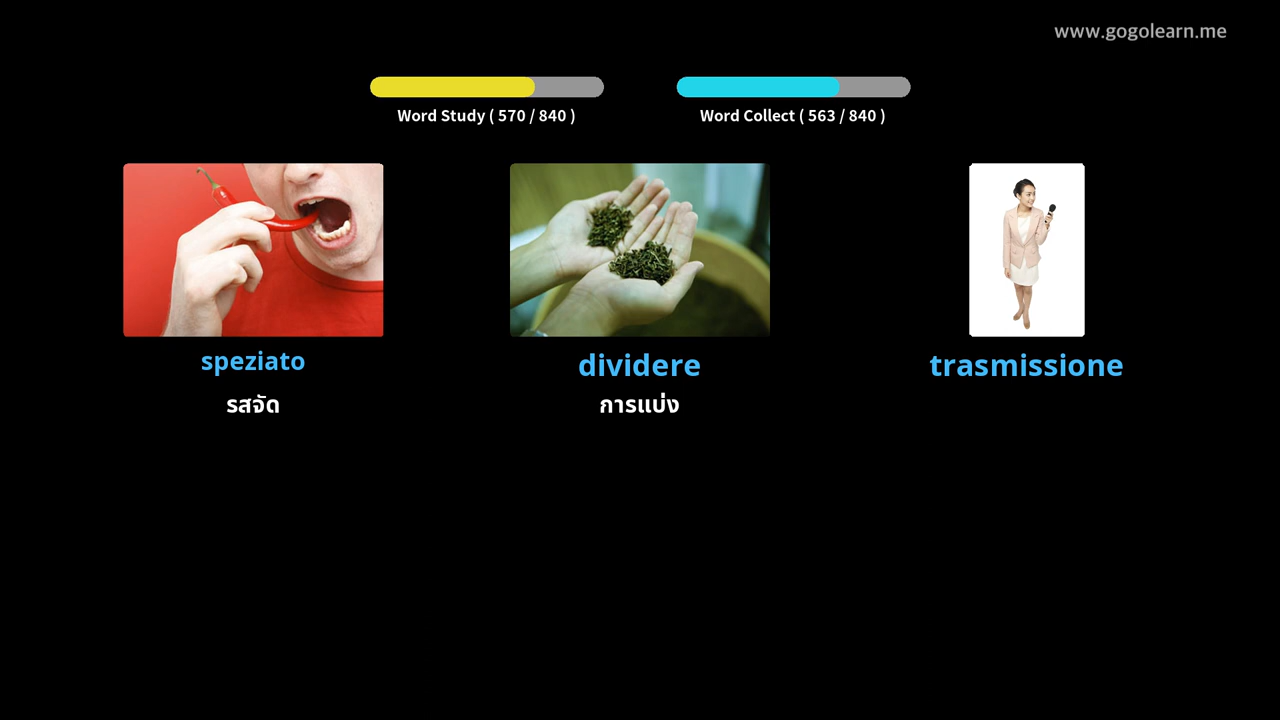 www.gogolearn.me
Word Study ( 570 / 840 )
Word Collect ( 563 / 840 )
speziato
dividere
trasmissione
รสจัด
การแบ่ง